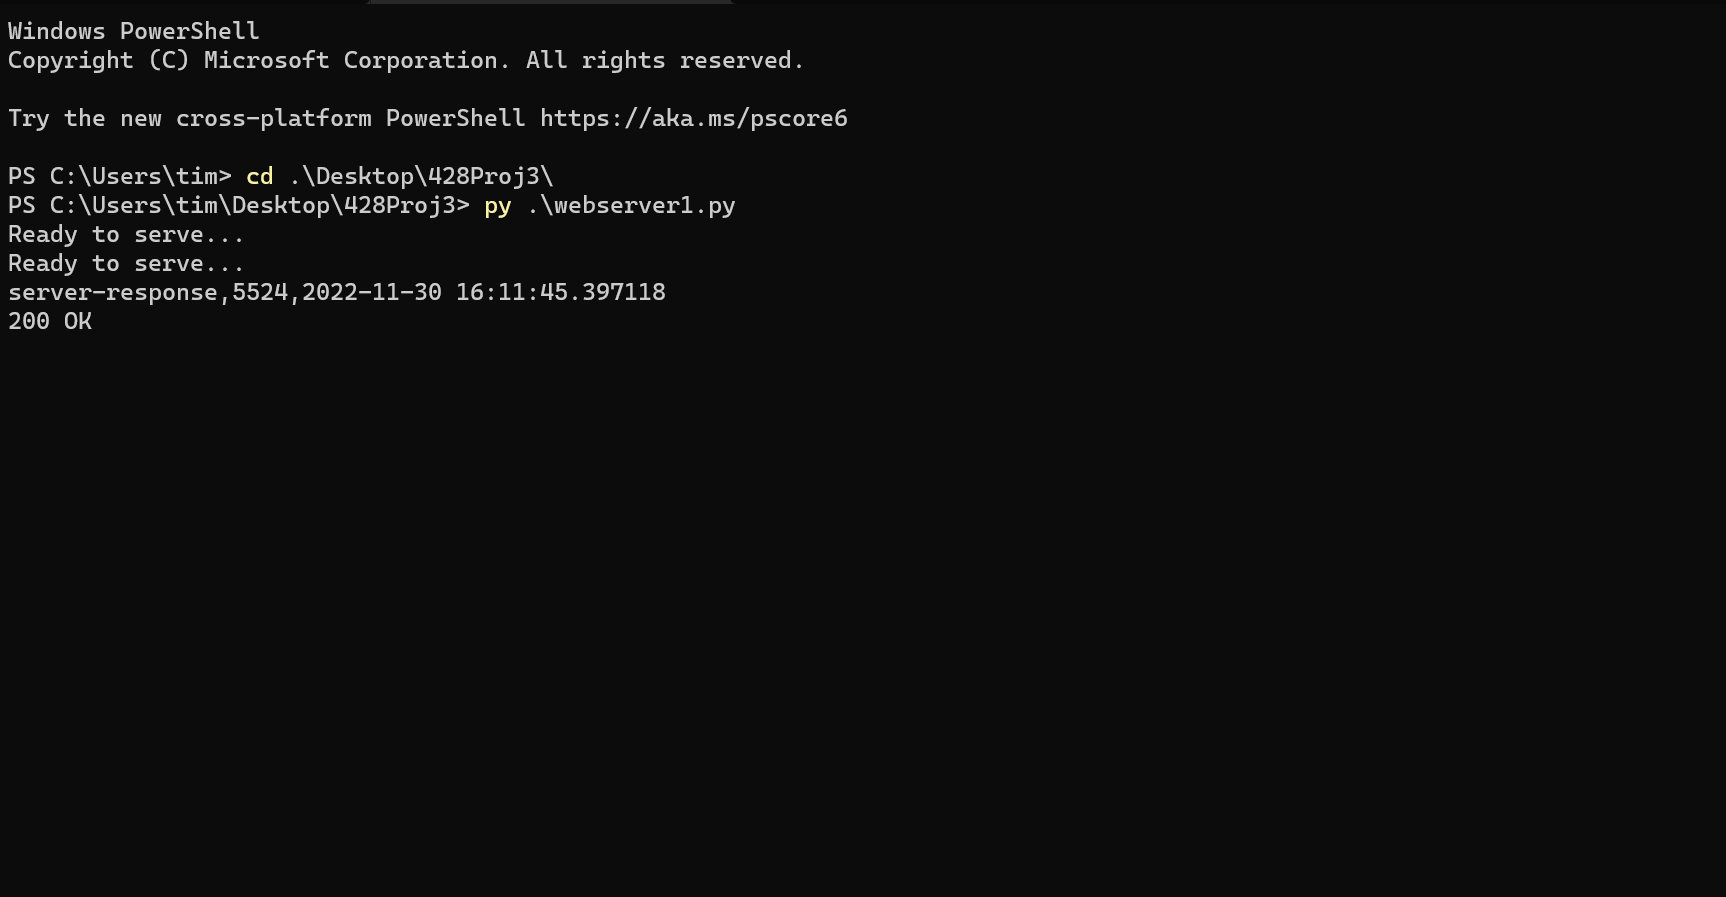 Windows PowerShell
Copyright (C) Microsoft Corporation. All rights reserved.
Try the new cross-platform PowerShell https://aka.ms/pscore6
PS C:\Users\tim> cd .\Desktop\428Proj3\
PS C:\Users\tim\Desktop\428Proj3> py .\webserver1.py
Ready to serve...
Ready to serve...
server-response,5524,2022-11-30 16:11:45.397118
200 OK